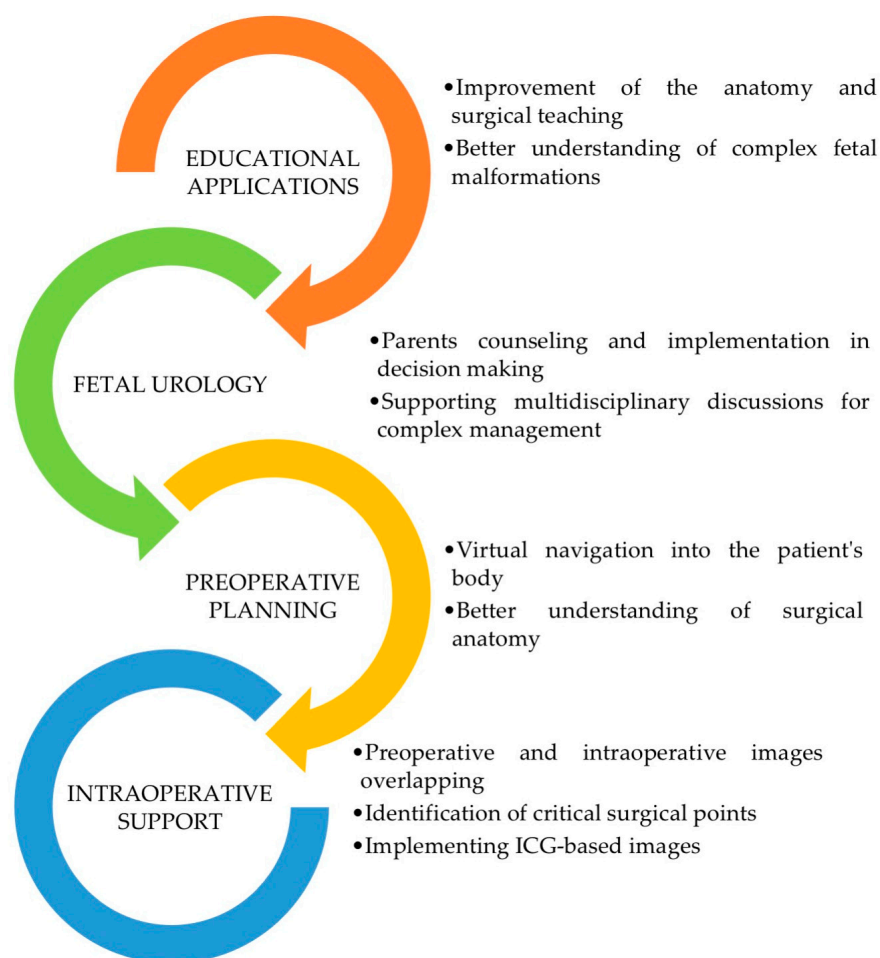 EDUCATIONAL
APPLICATIONS
•Improvement of the anatomy and
surgical teaching
•Better understanding of complex fetal
malformations
FETAL UROLOGY
•Parents counseling and implementation in
decision making
•Supporting multidisciplinary discussions for
complex management
PREOPERATIVE
PLANNING
•Virtual navigation into the patient's
body
•Better understanding of surgical
anatomy
INTRAOPERATIVE
SUPPORT
•Preoperative and intraoperative images
overlapping
•Identification of critical surgical points
•Implementing ICG-based images